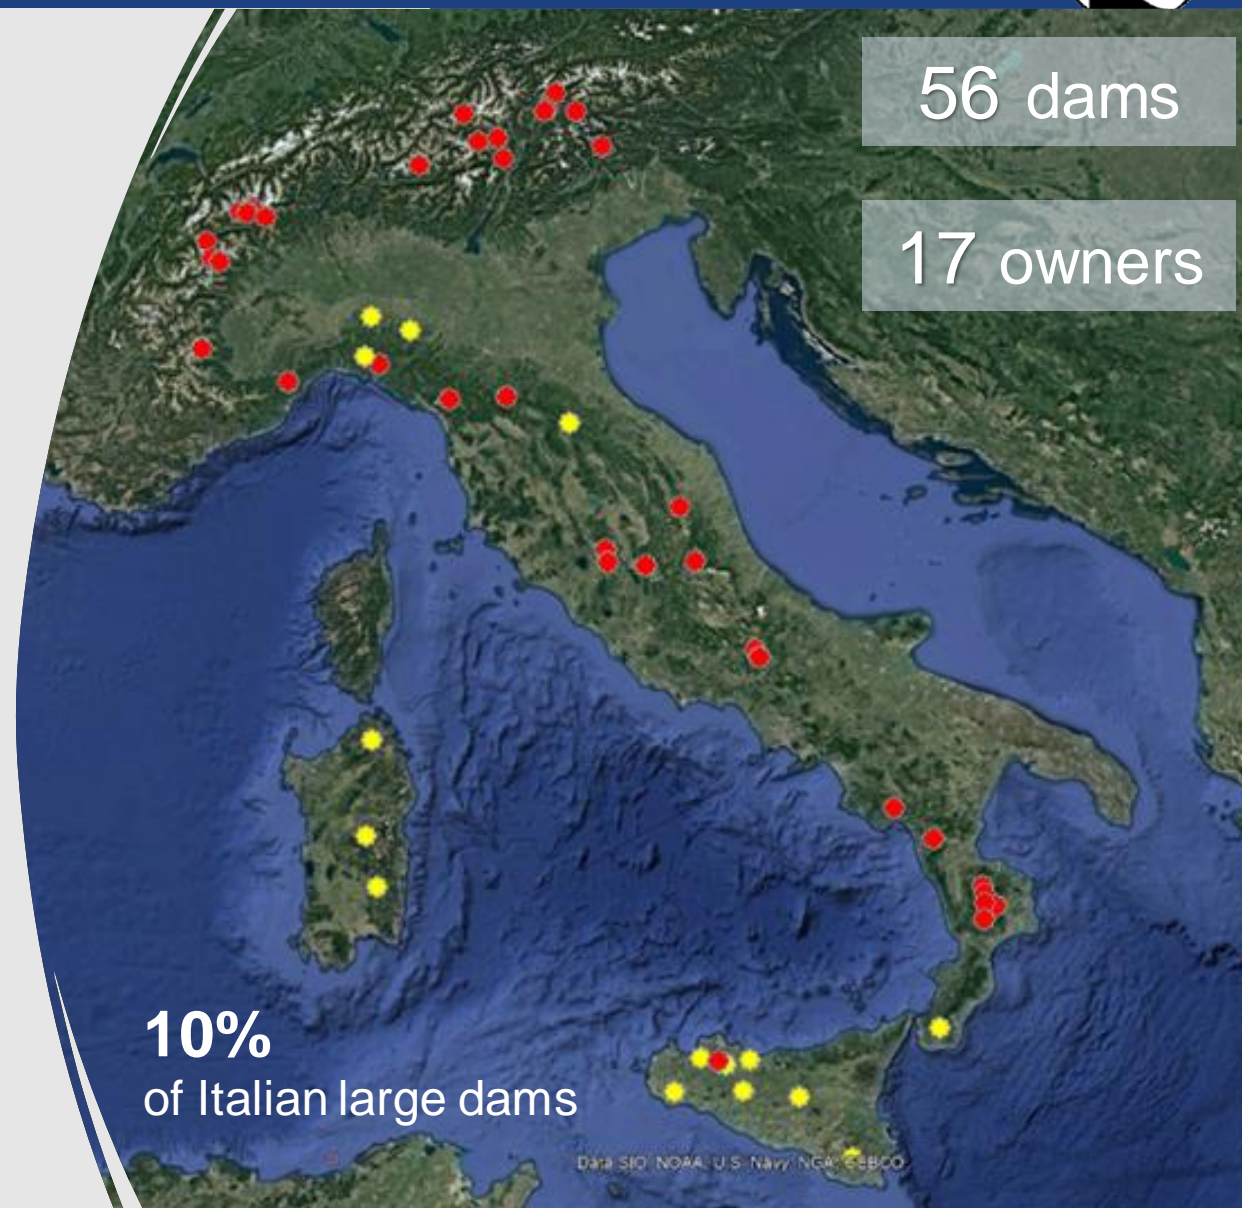 56 dams
17 owners
10%
of Italian large dams
Data SIO, NOAA, U.S. Navy, NGA, GEBCO